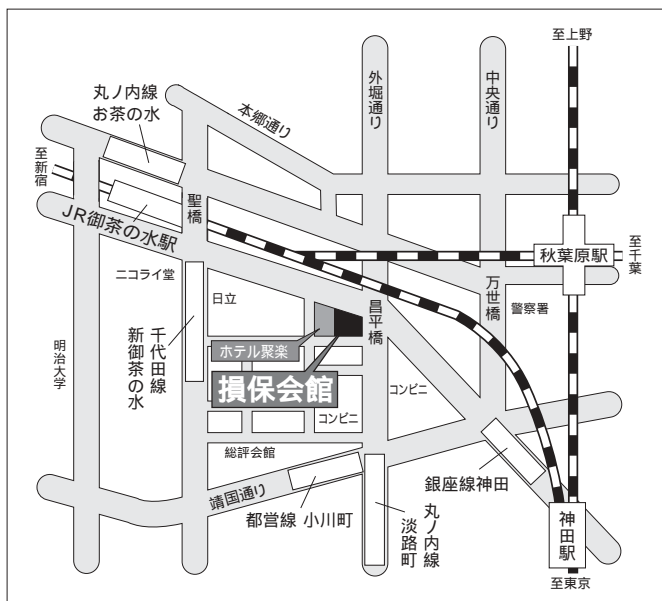 至上野
外堀通り
中央通り
丸ノ内線
お茶の水
本郷通り
至新宿
聖橋
JR御茶の水駅
秋葉原駅
至千葉
ニコライ堂
日立
昌平橋
万世橋
警察署
千代田線
新御茶の水
明治大学
ホテル聚楽
損保会館
コンビニ
コンビニ
総評会館
靖国通り
都営線 小川町
丸ノ内線
淡路町
銀座線神田
神田駅
至東京